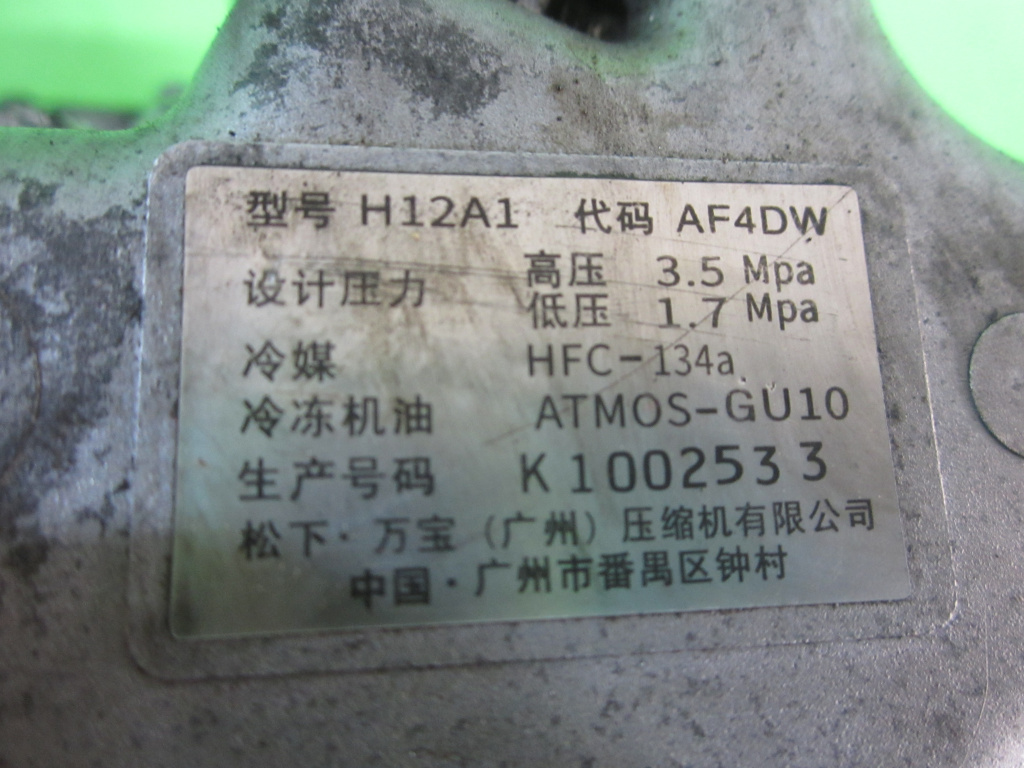 型号 H12A1 代码 AF4DW
设计压力 高压 3.5 Mpa
低压 1.7 Mpa
冷媒 HFC-134a
冷冻机油 ATMOS-GU10
生产号码 K1002533
松下·万宝（广州）压缩机有限公司
中国·广州市番禺区钟村